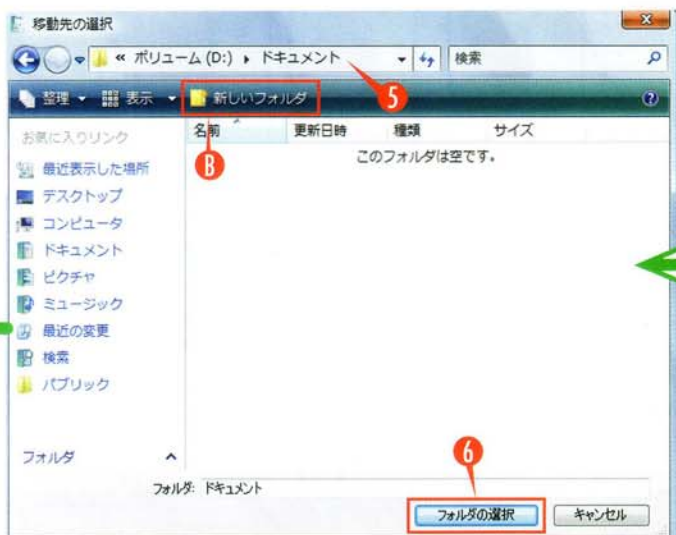 移動先の選択
« ボリューム (D:) ▸ ドキュメント
検索
整理
表示
新しいフォルダ
5
お気に入りリンク
名前
更新日時
種類
サイズ
B
このフォルダは空です。
最近表示した場所
デスクトップ
コンピュータ
ドキュメント
ピクチャ
ミュージック
最近の変更
検索
パブリック
フォルダ
6
フォルダ: ドキュメント
フォルダの選択
キャンセル